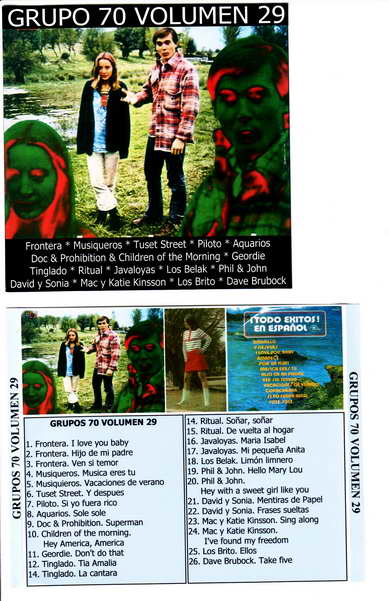 GRUPO 70 VOLUMEN 29
Frontera * Musiqueros * Tuset Street * Piloto * Aquarios
Doc & Prohibition & Children of the Morning * Geordie
Tinglado * Ritual * Javaloyas * Los Belak * Phil & John
David y Sonia * Mac y Katie Kinsson * Los Brito * Dave Brubock
¡TODO EXITOS!
EN ESPAÑOL
GRUPOS 70 VOLUMEN 29
GRUPOS 70 VOLUMEN 29
1. Frontera. I love you baby
2. Frontera. Hijo di mi padre
3. Frontera. Ven si temor
4. Musiqueros. Musica eres tu
5. Musiqueros. Vacaciones de verano
6. Tuset Street. Y despues
7. Piloto. Si yo fuera rico
8. Aquarios. Sole sole
9. Doc & Prohibition. Superman
10. Children of the morning.
Hey America, America
11. Geordie. Don't do that
12. Tinglado. Tia Amalia
14. Tinglado. La cantara
14. Ritual. Soñar, soñar
15. Ritual. De vuelta al hogar
16. Javaloyas. Maria Isabel
17. Javaloyas. Mi pequeña Anita
18. Los Belak. Limón limnero
19. Phil & John. Hello Mary Lou
20. Phil & John.
Hey with a sweet girl like you
21. David y Sonia. Mentiras de Papel
22. David y Sonia. Frases sueltas
23. Mac y Katie Kinsson. Sing along
24. Mac y Katie Kinsson.
I've found my freedom
25. Los Brito. Ellos
26. Dave Brubock. Take five
GRUPOS 70 VOLUMEN 29